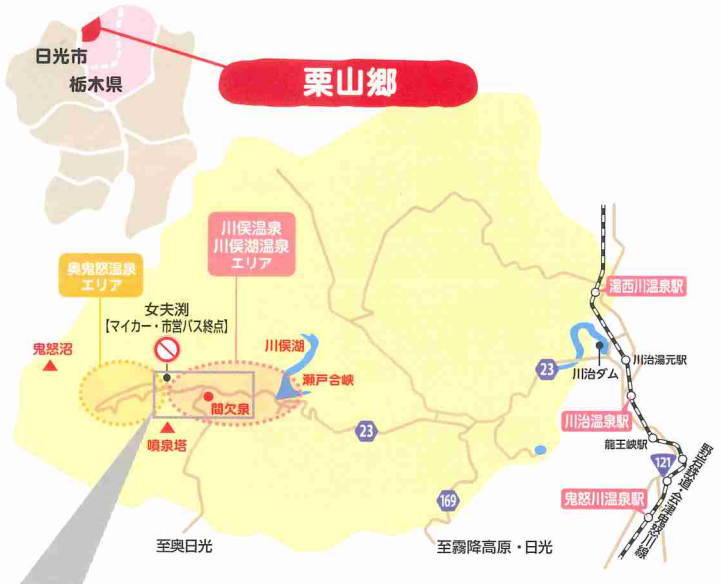 日光市
栃木県
栗山郷
川俣温泉
川俣湖温泉
エリア
奥鬼怒温泉
エリア
女夫渕
【マイカー・市営バス終点】
鬼怒沼
川俣湖
瀬戸合峡
間欠泉
噴泉塔
23
23
169
121
湯西川温泉駅
川治ダム
川治湯元駅
川治温泉駅
龍王峡駅
鬼怒川温泉駅
野岩鉄道・会津鬼怒川線
至奥日光
至霧降高原・日光